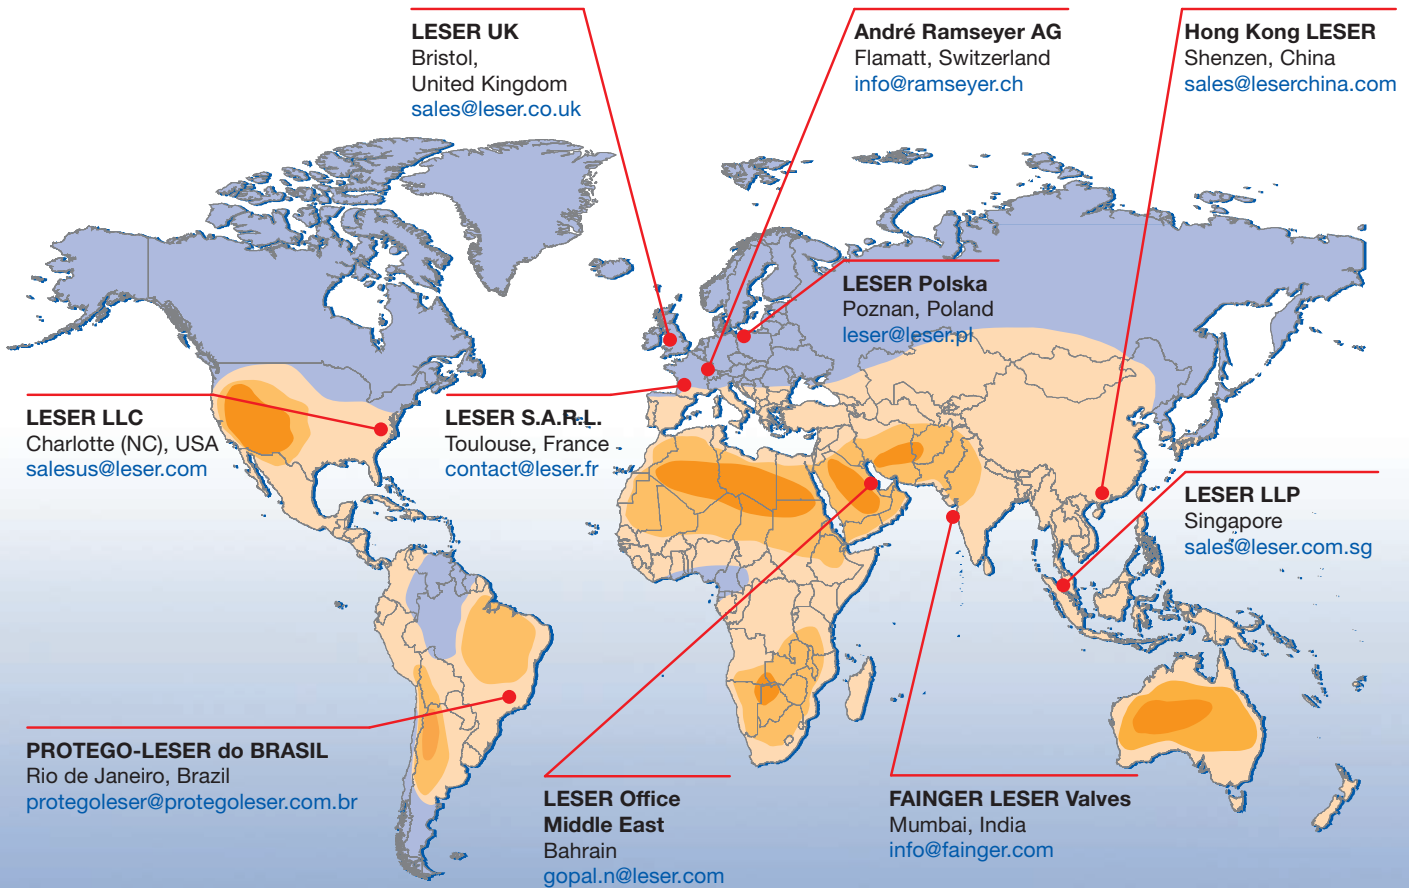 LESER UK
Bristol,
United Kingdom
sales@leser.co.uk
André Ramseyer AG
Flamatt, Switzerland
info@ramseyer.ch
Hong Kong LESER
Shenzen, China
sales@leserchina.com
LESER Polska
Poznan, Poland
leser@leser.pl
LESER LLC
Charlotte (NC), USA
salesus@leser.com
LESER S.A.R.L.
Toulouse, France
contact@leser.fr
LESER LLP
Singapore
sales@leser.com.sg
PROTEGO-LESER do BRASIL
Rio de Janeiro, Brazil
protegoleser@protegoleser.com.br
LESER Office
Middle East
Bahrain
gopal.n@leser.com
FAINGER LESER Valves
Mumbai, India
info@fainger.com